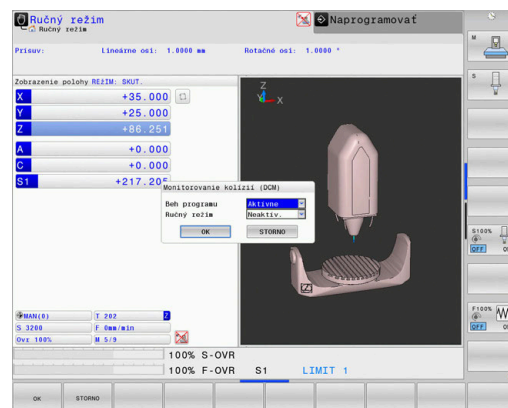 Ručný režim
Ručný režim
Naprogramovať
Prísuv: Lineárne osi: 1.0000 mm Rotačné osi: 1.0000 °
Zobrazenie polohy REŽIM: SKUT.
X +35.000
Y +25.000
Z +86.251
A +0.000
C +0.000
S1 +217.205
Z
Y
X
Monitorovanie kolízií (DCM)
Beh programu Aktívne
Ručný režim Neaktív.
OK STORNO
MAN(0) T 202 Z
S 3200 F 0mm/min
Ovr 100% M 5/9
100% S-OVR
100% F-OVR S1 LIMIT 1
M
S
S100%
OFF
F100%
OFF
OK STORNO